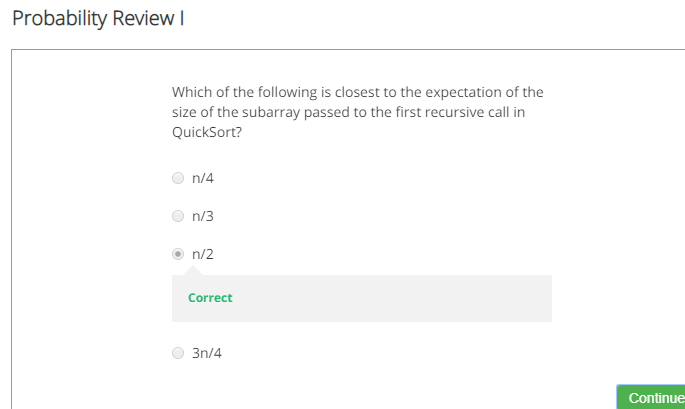 Probability Review I
Which of the following is closest to the expectation of the
size of the subarray passed to the first recursive call in
QuickSort?
n/4
n/3
n/2
Correct
3n/4
Continue